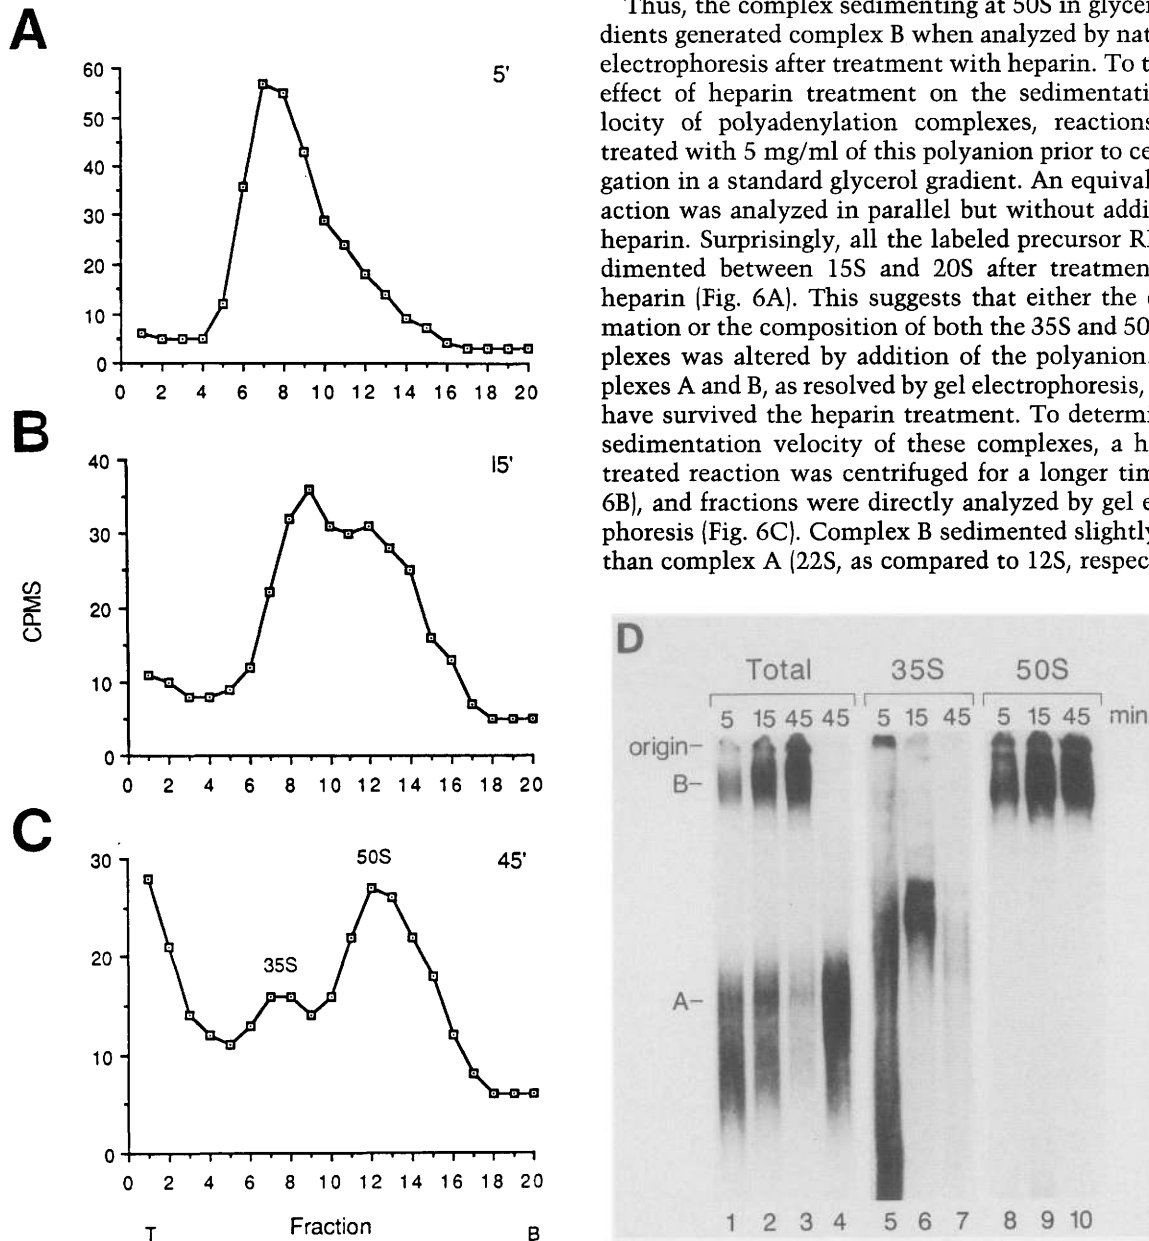 A
5'
60
50
40
30
20
10
0
0 2 4 6 8 10 12 14 16 18 20
B
15'
40
30
20
10
0
0 2 4 6 8 10 12 14 16 18 20
CPMS
C
45'
50S
35S
30
20
10
0
0 2 4 6 8 10 12 14 16 18 20
T Fraction B
Thus, the complex sedimenting at 50S in glycer
dients generated complex B when analyzed by nat
electrophoresis after treatment with heparin. To t
effect of heparin treatment on the sedimentati
locity of polyadenylation complexes, reactions
treated with 5 mg/ml of this polyanion prior to ce
gation in a standard glycerol gradient. An equival
action was analyzed in parallel but without addi
heparin. Surprisingly, all the labeled precursor R
dimented between 15S and 20S after treatmen
heparin (Fig. 6A). This suggests that either the
mation or the composition of both the 35S and 50
plexes was altered by addition of the polyanion.
plexes A and B, as resolved by gel electrophoresis,
have survived the heparin treatment. To determi
sedimentation velocity of these complexes, a h
treated reaction was centrifuged for a longer tim
6B), and fractions were directly analyzed by gel e
phoresis (Fig. 6C). Complex B sedimented slightly
than complex A (22S, as compared to 12S, respec
D
Total 35S 50S
5 15 45 45 5 15 45 5 15 45 min
origin-
B-
A-
1 2 3 4 5 6 7 8 9 10